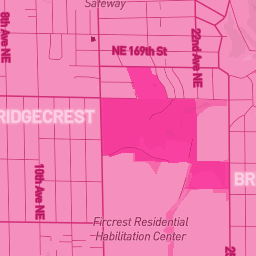 Safeway
8th Ave NE
NE 169th St
22nd Ave NE
RIDGECREST
10th Ave NE
BR
Fircrest Residential
Habilitation Center
25